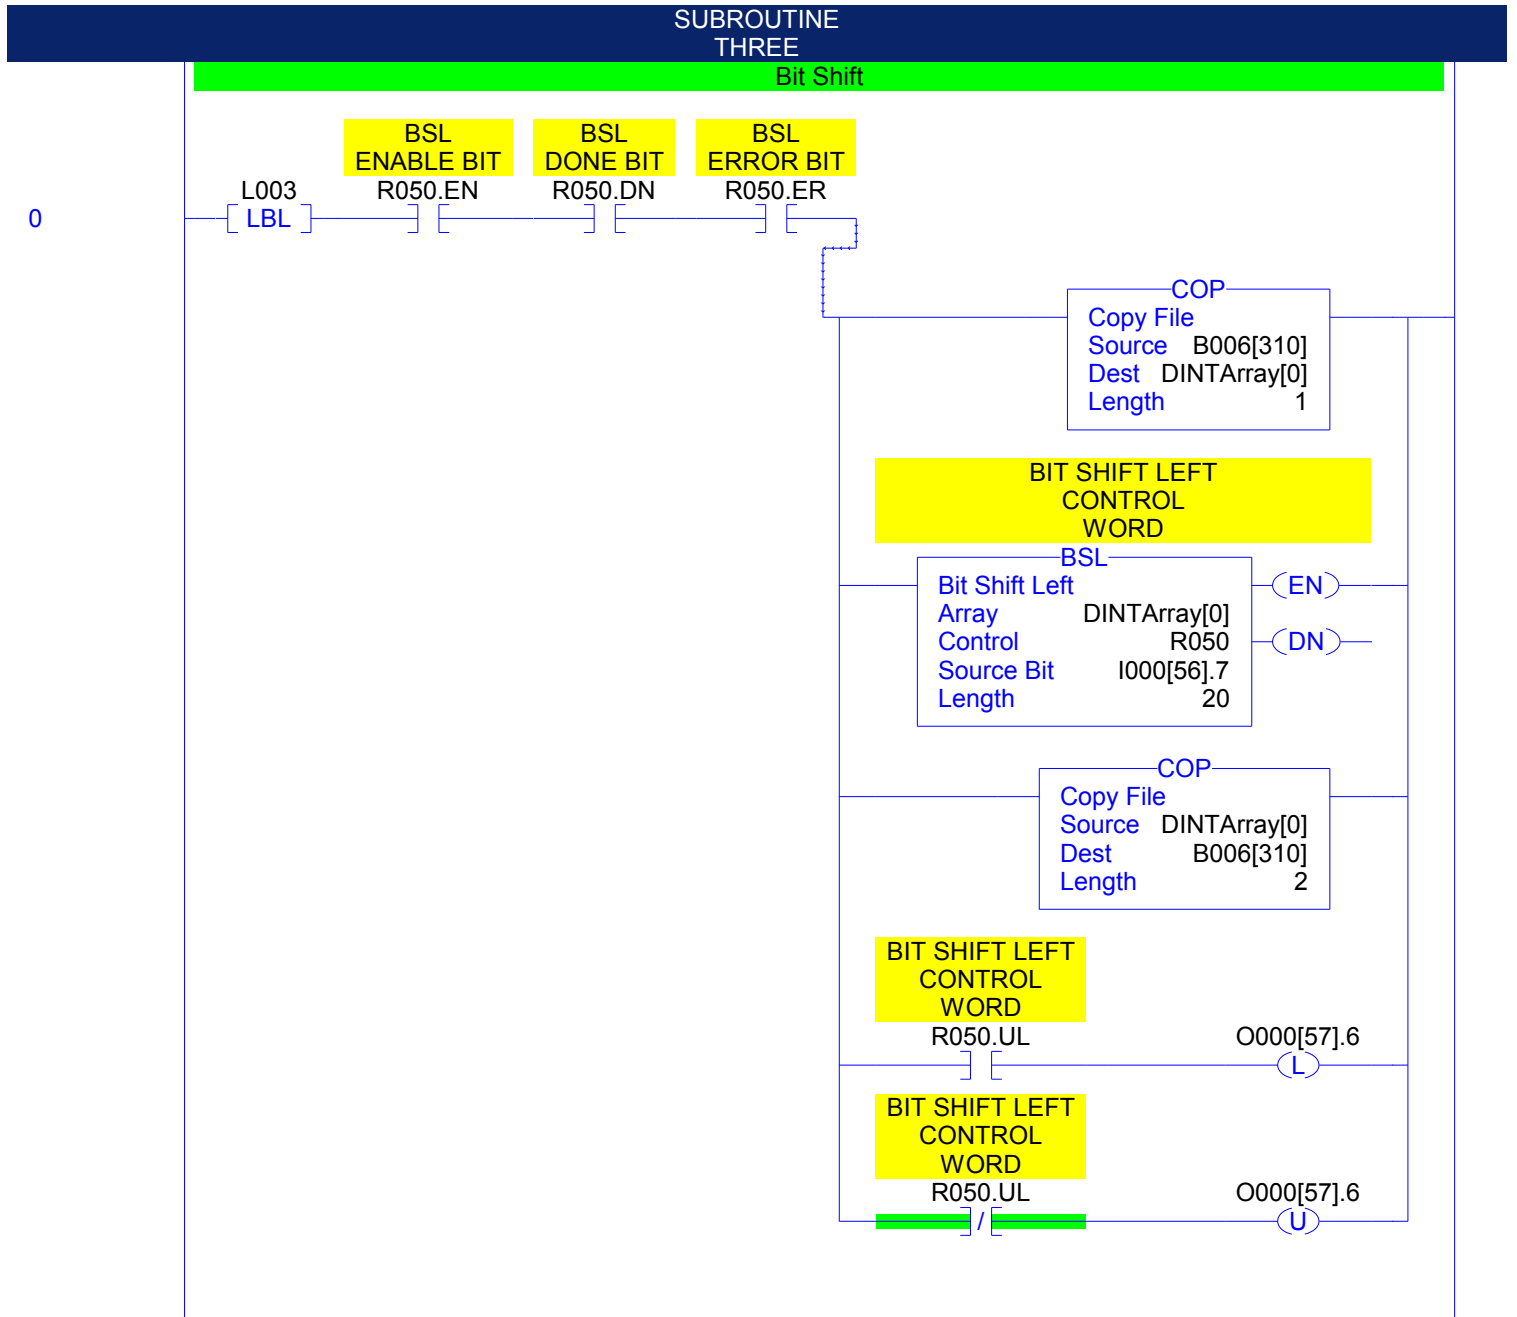 SUBROUTINE
THREE
Bit Shift
BSL
ENABLE BIT
BSL
DONE BIT
BSL
ERROR BIT
L003
R050.EN
R050.DN
R050.ER
0
LBL
COP
Copy File
Source B006[310]
Dest DINTArray[0]
Length 1
BIT SHIFT LEFT
CONTROL
WORD
BSL
Bit Shift Left
Array DINTArray[0]
Control R050
Source Bit I000[56].7
Length 20
EN
DN
COP
Copy File
Source DINTArray[0]
Dest B006[310]
Length 2
BIT SHIFT LEFT
CONTROL
WORD
R050.UL
O000[57].6
L
BIT SHIFT LEFT
CONTROL
WORD
R050.UL
O000[57].6
/
U